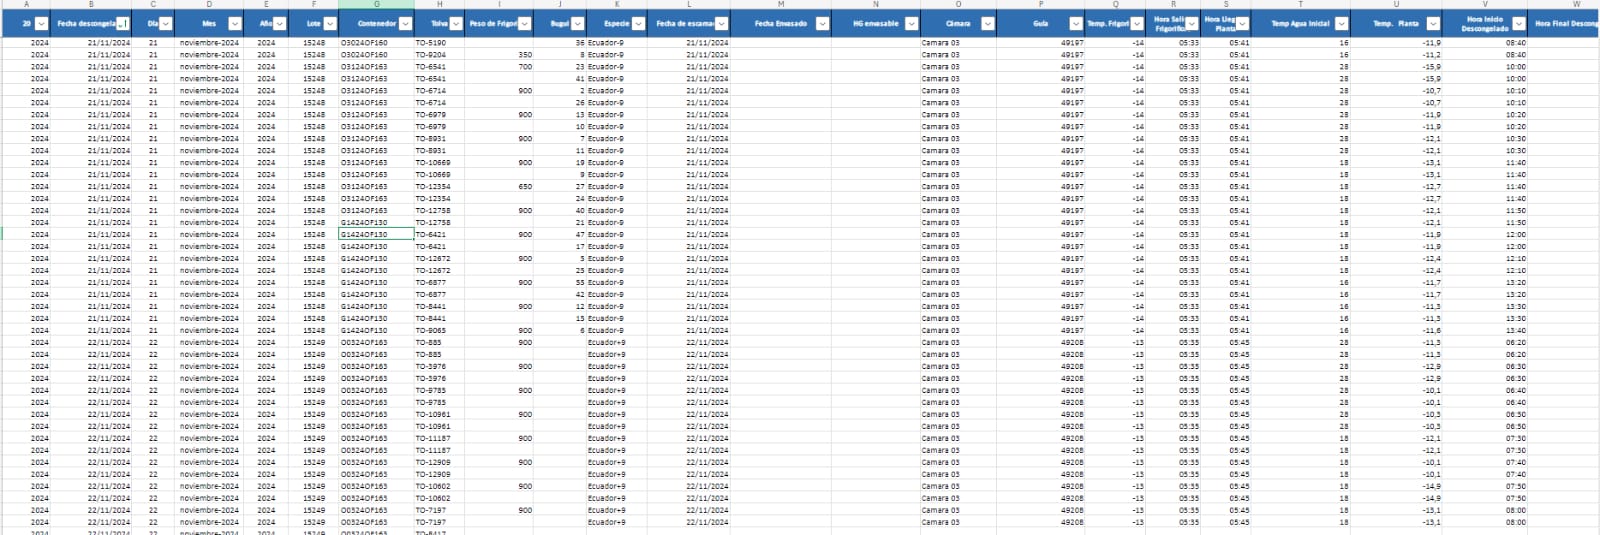 A B C D E F G H I J K L M N O P Q R S T U V W
20 Fecha descongela Día Mes Año Lote Contenedor Tolva Peso de Frigorí Bugui Especie Fecha de escama Fecha Envasado HG envasable Cámara Guía Temp. Frigorí Hora Sali Frigorífic Hora Lleg Planta Temp Agua Inicial Temp. Planta Hora Inicio Descongelado Hora Final Descong
2024 21/11/2024 21 noviembre-2024 2024 15248 O3024OF160 TO-5190 36 Ecuador-9 21/11/2024 Camara 03 49197 -14 05:33 05:41 16 -11,9 08:40
2024 21/11/2024 21 noviembre-2024 2024 15248 O3024OF160 TO-9204 350 8 Ecuador-9 21/11/2024 Camara 03 49197 -14 05:33 05:41 16 -11,2 08:40
2024 21/11/2024 21 noviembre-2024 2024 15248 O3124OF163 TO-6541 700 23 Ecuador-9 21/11/2024 Camara 03 49197 -14 05:33 05:41 28 -15,9 10:00
2024 21/11/2024 21 noviembre-2024 2024 15248 O3124OF163 TO-6541 41 Ecuador-9 21/11/2024 Camara 03 49197 -14 05:33 05:41 28 -15,9 10:00
2024 21/11/2024 21 noviembre-2024 2024 15248 O3124OF163 TO-6714 900 2 Ecuador-9 21/11/2024 Camara 03 49197 -14 05:33 05:41 28 -10,7 10:10
2024 21/11/2024 21 noviembre-2024 2024 15248 O3124OF163 TO-6714 26 Ecuador-9 21/11/2024 Camara 03 49197 -14 05:33 05:41 28 -10,7 10:10
2024 21/11/2024 21 noviembre-2024 2024 15248 O3124OF163 TO-6979 900 13 Ecuador-9 21/11/2024 Camara 03 49197 -14 05:33 05:41 28 -11,9 10:20
2024 21/11/2024 21 noviembre-2024 2024 15248 O3124OF163 TO-6979 10 Ecuador-9 21/11/2024 Camara 03 49197 -14 05:33 05:41 28 -11,9 10:20
2024 21/11/2024 21 noviembre-2024 2024 15248 O3124OF163 TO-8931 900 7 Ecuador-9 21/11/2024 Camara 03 49197 -14 05:33 05:41 28 -12,1 10:30
2024 21/11/2024 21 noviembre-2024 2024 15248 O3124OF163 TO-8931 11 Ecuador-9 21/11/2024 Camara 03 49197 -14 05:33 05:41 28 -12,1 10:30
2024 21/11/2024 21 noviembre-2024 2024 15248 O3124OF163 TO-10669 900 19 Ecuador-9 21/11/2024 Camara 03 49197 -14 05:33 05:41 18 -13,1 11:40
2024 21/11/2024 21 noviembre-2024 2024 15248 O3124OF163 TO-10669 9 Ecuador-9 21/11/2024 Camara 03 49197 -14 05:33 05:41 18 -13,1 11:40
2024 21/11/2024 21 noviembre-2024 2024 15248 O3124OF163 TO-12354 650 27 Ecuador-9 21/11/2024 Camara 03 49197 -14 05:33 05:41 18 -12,7 11:40
2024 21/11/2024 21 noviembre-2024 2024 15248 O3124OF163 TO-12354 24 Ecuador-9 21/11/2024 Camara 03 49197 -14 05:33 05:41 18 -12,7 11:40
2024 21/11/2024 21 noviembre-2024 2024 15248 O3124OF163 TO-12758 900 40 Ecuador-9 21/11/2024 Camara 03 49197 -14 05:33 05:41 18 -12,1 11:50
2024 21/11/2024 21 noviembre-2024 2024 15248 G1424OF130 TO-12758 21 Ecuador-9 21/11/2024 Camara 03 49197 -14 05:33 05:41 18 -12,1 11:50
2024 21/11/2024 21 noviembre-2024 2024 15248 G1424OF130 TO-6421 900 47 Ecuador-9 21/11/2024 Camara 03 49197 -14 05:33 05:41 18 -11,9 12:00
2024 21/11/2024 21 noviembre-2024 2024 15248 G1424OF130 TO-6421 17 Ecuador-9 21/11/2024 Camara 03 49197 -14 05:33 05:41 18 -11,9 12:00
2024 21/11/2024 21 noviembre-2024 2024 15248 G1424OF130 TO-12672 900 5 Ecuador-9 21/11/2024 Camara 03 49197 -14 05:33 05:41 18 -12,4 12:10
2024 21/11/2024 21 noviembre-2024 2024 15248 G1424OF130 TO-12672 25 Ecuador-9 21/11/2024 Camara 03 49197 -14 05:33 05:41 18 -12,4 12:10
2024 21/11/2024 21 noviembre-2024 2024 15248 G1424OF130 TO-6877 900 55 Ecuador-9 21/11/2024 Camara 03 49197 -14 05:33 05:41 16 -11,7 13:20
2024 21/11/2024 21 noviembre-2024 2024 15248 G1424OF130 TO-6877 42 Ecuador-9 21/11/2024 Camara 03 49197 -14 05:33 05:41 16 -11,7 13:20
2024 21/11/2024 21 noviembre-2024 2024 15248 G1424OF130 TO-8441 900 12 Ecuador-9 21/11/2024 Camara 03 49197 -14 05:33 05:41 16 -11,3 13:30
2024 21/11/2024 21 noviembre-2024 2024 15248 G1424OF130 TO-8441 15 Ecuador-9 21/11/2024 Camara 03 49197 -14 05:33 05:41 16 -11,3 13:30
2024 21/11/2024 21 noviembre-2024 2024 15248 G1424OF130 TO-9065 900 6 Ecuador-9 21/11/2024 Camara 03 49197 -14 05:33 05:41 16 -11,6 13:40
2024 22/11/2024 22 noviembre-2024 2024 15249 O0324OF163 TO-885 900 Ecuador+9 22/11/2024 Camara 03 49208 -13 05:35 05:45 28 -11,3 06:20
2024 22/11/2024 22 noviembre-2024 2024 15249 O0324OF163 TO-885 Ecuador+9 22/11/2024 Camara 03 49208 -13 05:35 05:45 28 -11,3 06:20
2024 22/11/2024 22 noviembre-2024 2024 15249 O0324OF163 TO-3976 900 Ecuador+9 22/11/2024 Camara 03 49208 -13 05:35 05:45 28 -12,9 06:30
2024 22/11/2024 22 noviembre-2024 2024 15249 O0324OF163 TO-3976 Ecuador+9 22/11/2024 Camara 03 49208 -13 05:35 05:45 28 -12,9 06:30
2024 22/11/2024 22 noviembre-2024 2024 15249 O0324OF163 TO-9785 900 Ecuador+9 22/11/2024 Camara 03 49208 -13 05:35 05:45 28 -10,1 06:40
2024 22/11/2024 22 noviembre-2024 2024 15249 O0324OF163 TO-9785 Ecuador+9 22/11/2024 Camara 03 49208 -13 05:35 05:45 28 -10,1 06:40
2024 22/11/2024 22 noviembre-2024 2024 15249 O0324OF163 TO-10961 900 Ecuador+9 22/11/2024 Camara 03 49208 -13 05:35 05:45 28 -10,3 06:50
2024 22/11/2024 22 noviembre-2024 2024 15249 O0324OF163 TO-10961 Ecuador+9 22/11/2024 Camara 03 49208 -13 05:35 05:45 28 -10,3 06:50
2024 22/11/2024 22 noviembre-2024 2024 15249 O0324OF163 TO-11187 900 Ecuador+9 22/11/2024 Camara 03 49208 -13 05:35 05:45 18 -12,1 07:30
2024 22/11/2024 22 noviembre-2024 2024 15249 O0324OF163 TO-11187 Ecuador+9 22/11/2024 Camara 03 49208 -13 05:35 05:45 18 -12,1 07:30
2024 22/11/2024 22 noviembre-2024 2024 15249 O0324OF163 TO-12909 900 Ecuador+9 22/11/2024 Camara 03 49208 -13 05:35 05:45 18 -10,1 07:40
2024 22/11/2024 22 noviembre-2024 2024 15249 O0324OF163 TO-12909 Ecuador+9 22/11/2024 Camara 03 49208 -13 05:35 05:45 18 -10,1 07:40
2024 22/11/2024 22 noviembre-2024 2024 15249 O0324OF163 TO-10602 900 Ecuador+9 22/11/2024 Camara 03 49208 -13 05:35 05:45 18 -14,9 07:50
2024 22/11/2024 22 noviembre-2024 2024 15249 O0324OF163 TO-10602 Ecuador+9 22/11/2024 Camara 03 49208 -13 05:35 05:45 18 -14,9 07:50
2024 22/11/2024 22 noviembre-2024 2024 15249 O0324OF163 TO-7197 900 Ecuador+9 22/11/2024 Camara 03 49208 -13 05:35 05:45 18 -13,1 08:00
2024 22/11/2024 22 noviembre-2024 2024 15249 O0324OF163 TO-7197 Ecuador+9 22/11/2024 Camara 03 49208 -13 05:35 05:45 18 -13,1 08:00
2024 22/11/2024 22 noviembre-2024 2024 15249 O0324OF163 TO-8417